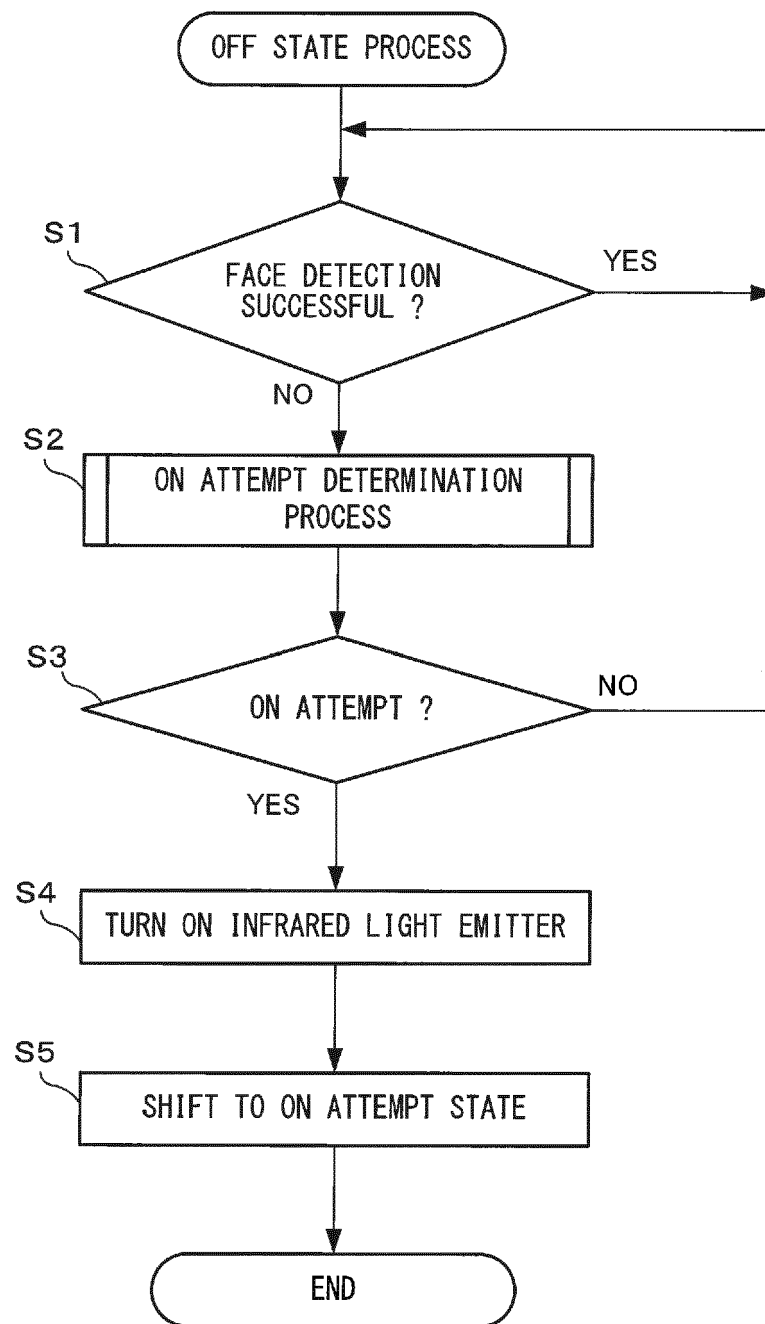 OFF STATE PROCESS
S1
FACE DETECTION
SUCCESSFUL ?
YES
NO
S2
ON ATTEMPT DETERMINATION
PROCESS
S3
ON ATTEMPT ?
NO
YES
S4
TURN ON INFRARED LIGHT EMITTER
S5
SHIFT TO ON ATTEMPT STATE
END